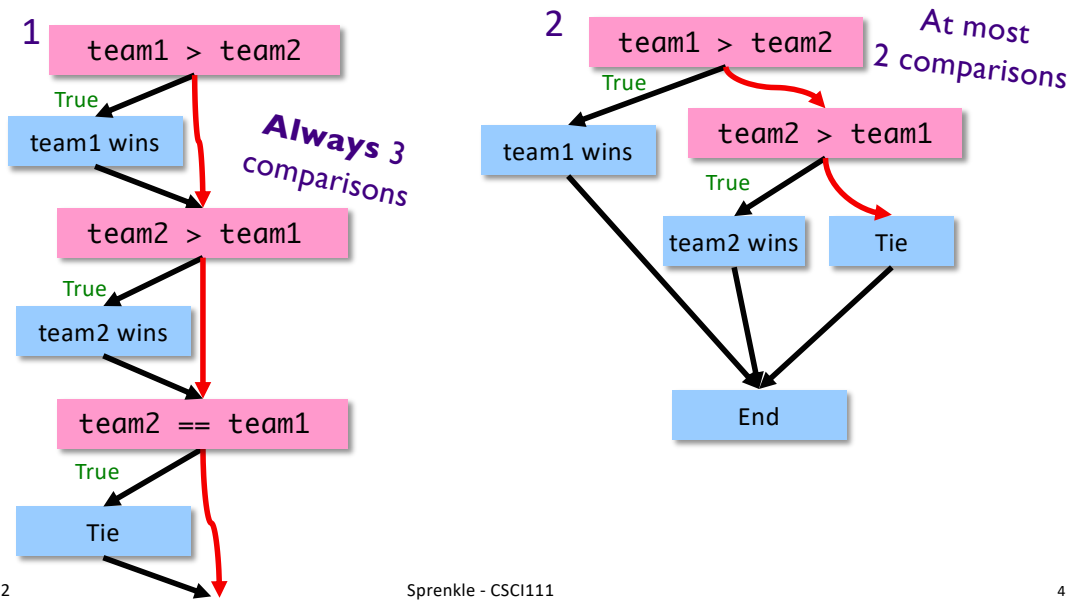 1
team1 > team2
True
team1 wins
Always 3
comparisons
team2 > team1
True
team2 wins
team2 == team1
True
Tie
2
team1 > team2
At most
2 comparisons
True
team1 wins
team2 > team1
True
team2 wins
Tie
End
2
Sprenkle - CSCI111
4